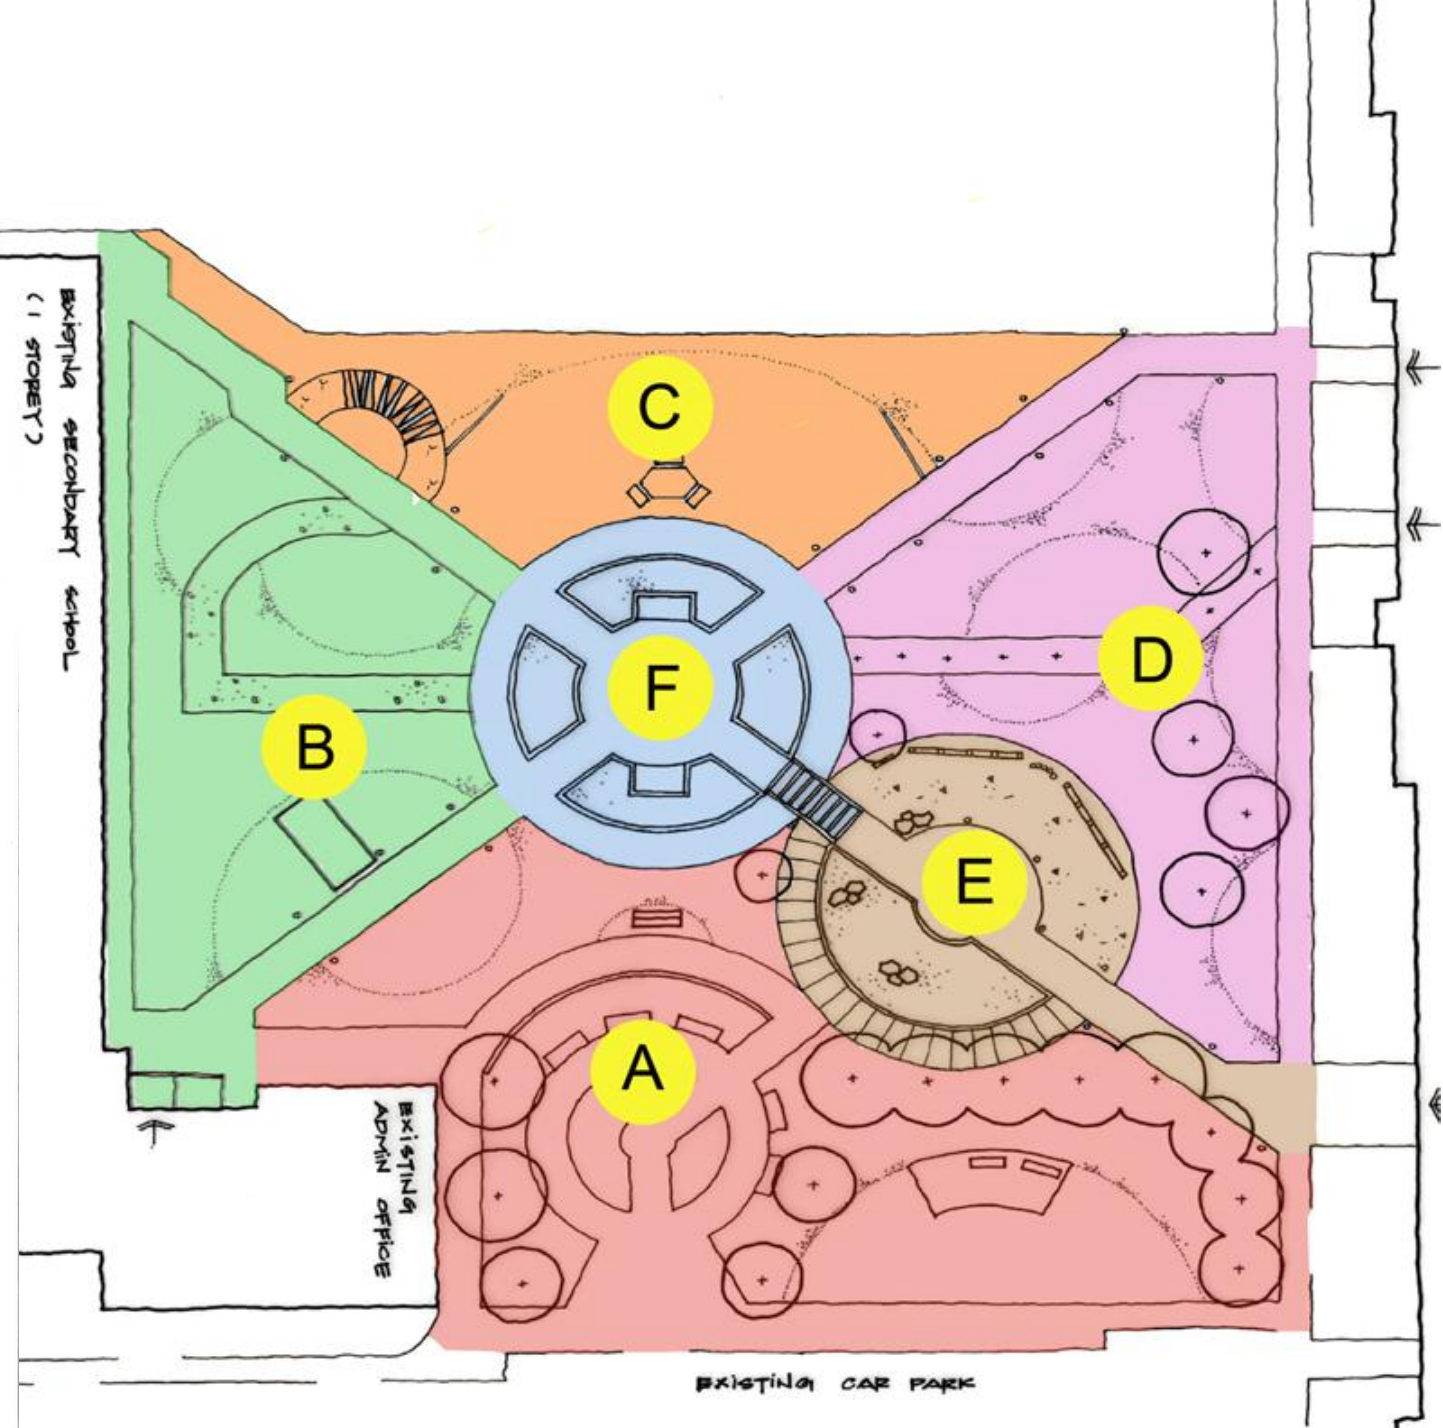 EXISTING SECONDARY SCHOOL
(1 STOREY)
C
F
D
B
E
A
EXISTING
ADMIN OFFICE
EXISTING CAR PARK